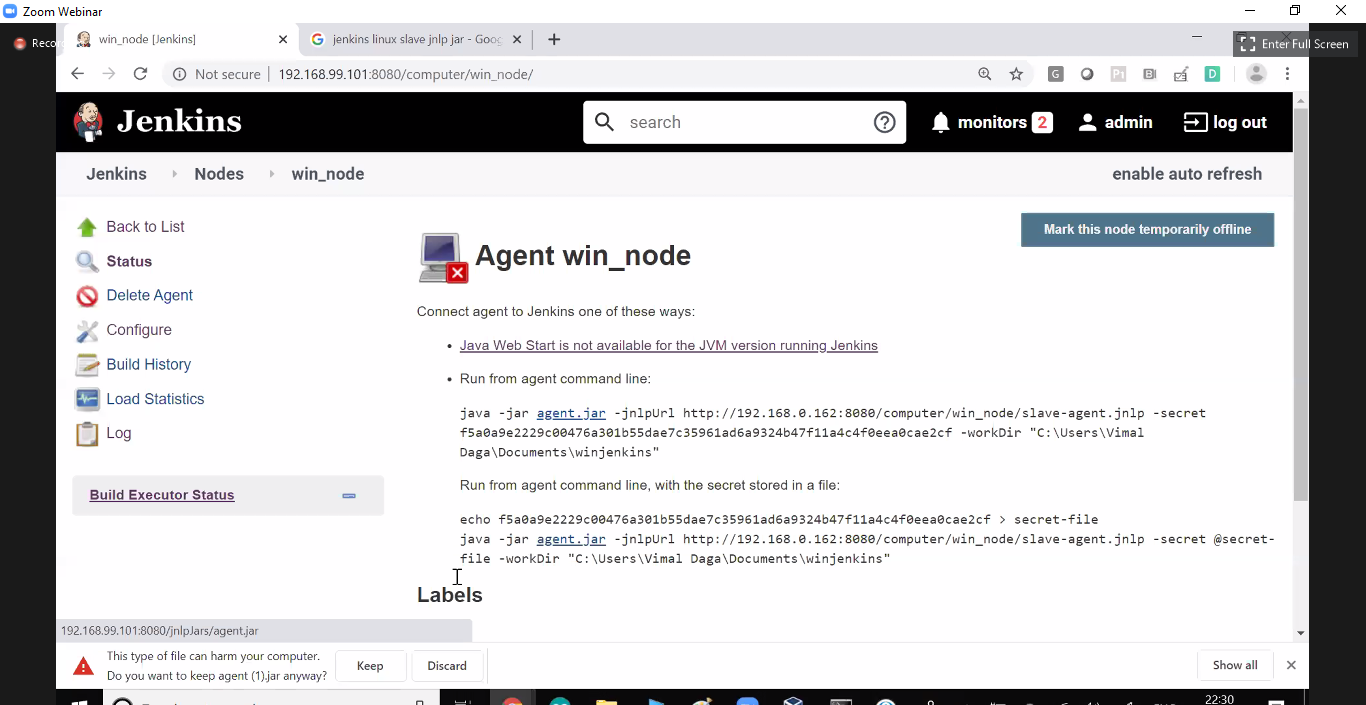 Zoom Webinar
Recor
win_node [Jenkins]
jenkins linux slave jnlp jar - Goog
Enter Full Screen
Not secure
192.168.99.101:8080/computer/win_node/
Jenkins
search
monitors 2
admin
log out
Jenkins
Nodes
win_node
enable auto refresh
Back to List
Status
Delete Agent
Configure
Build History
Load Statistics
Log
Build Executor Status
Mark this node temporarily offline
Agent win_node
Connect agent to Jenkins one of these ways:
Java Web Start is not available for the JVM version running Jenkins
Run from agent command line:
java -jar agent.jar -jnlpUrl http://192.168.0.162:8080/computer/win_node/slave-agent.jnlp -secret
f5a0a9e2229c00476a301b55dae7c35961ad6a9324b47f11a4c4f0eea0cae2cf -workDir "C:\Users\Vimal
Daga\Documents\winjenkins"
Run from agent command line, with the secret stored in a file:
echo f5a0a9e2229c00476a301b55dae7c35961ad6a9324b47f11a4c4f0eea0cae2cf > secret-file
java -jar agent.jar -jnlpUrl http://192.168.0.162:8080/computer/win_node/slave-agent.jnlp -secret @secret-
file -workDir "C:\Users\Vimal Daga\Documents\winjenkins"
Labels
192.168.99.101:8080/jnlpJars/agent.jar
This type of file can harm your computer.
Do you want to keep agent (1).jar anyway?
Keep
Discard
Show all
22:30